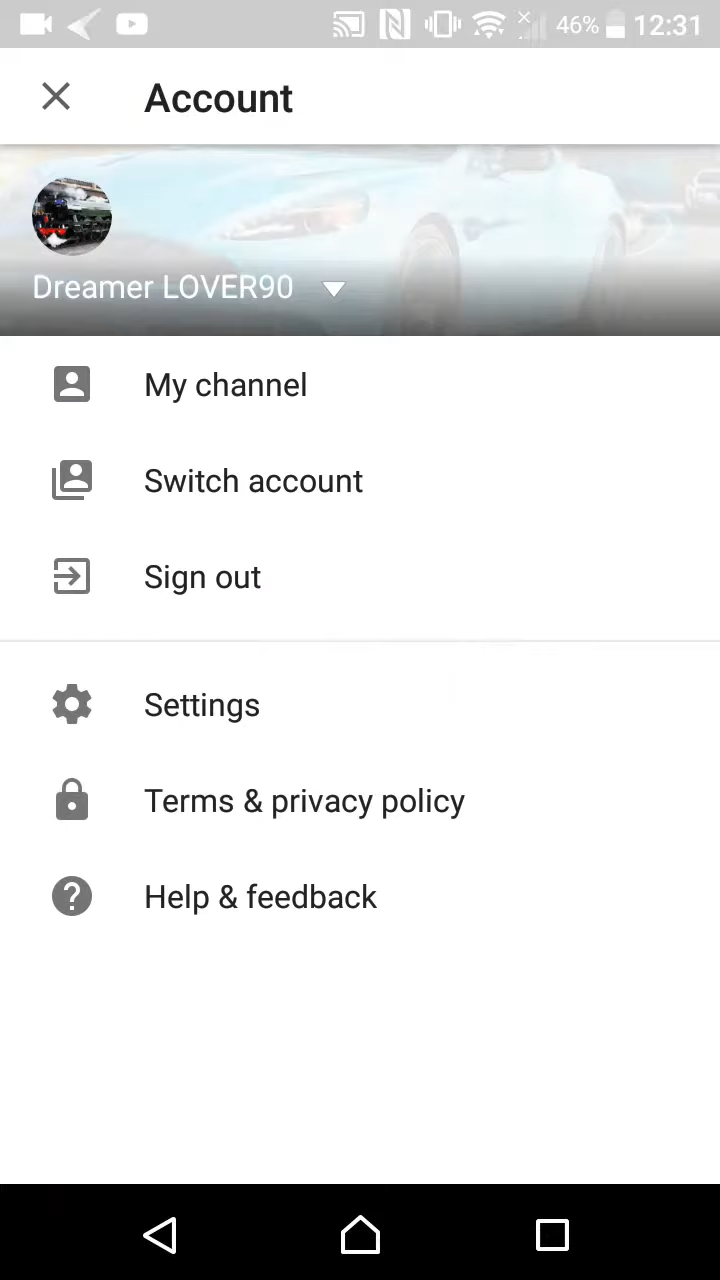 46% 12:31
Account
Dreamer LOVER90
My channel
Switch account
Sign out
Settings
Terms & privacy policy
Help & feedback